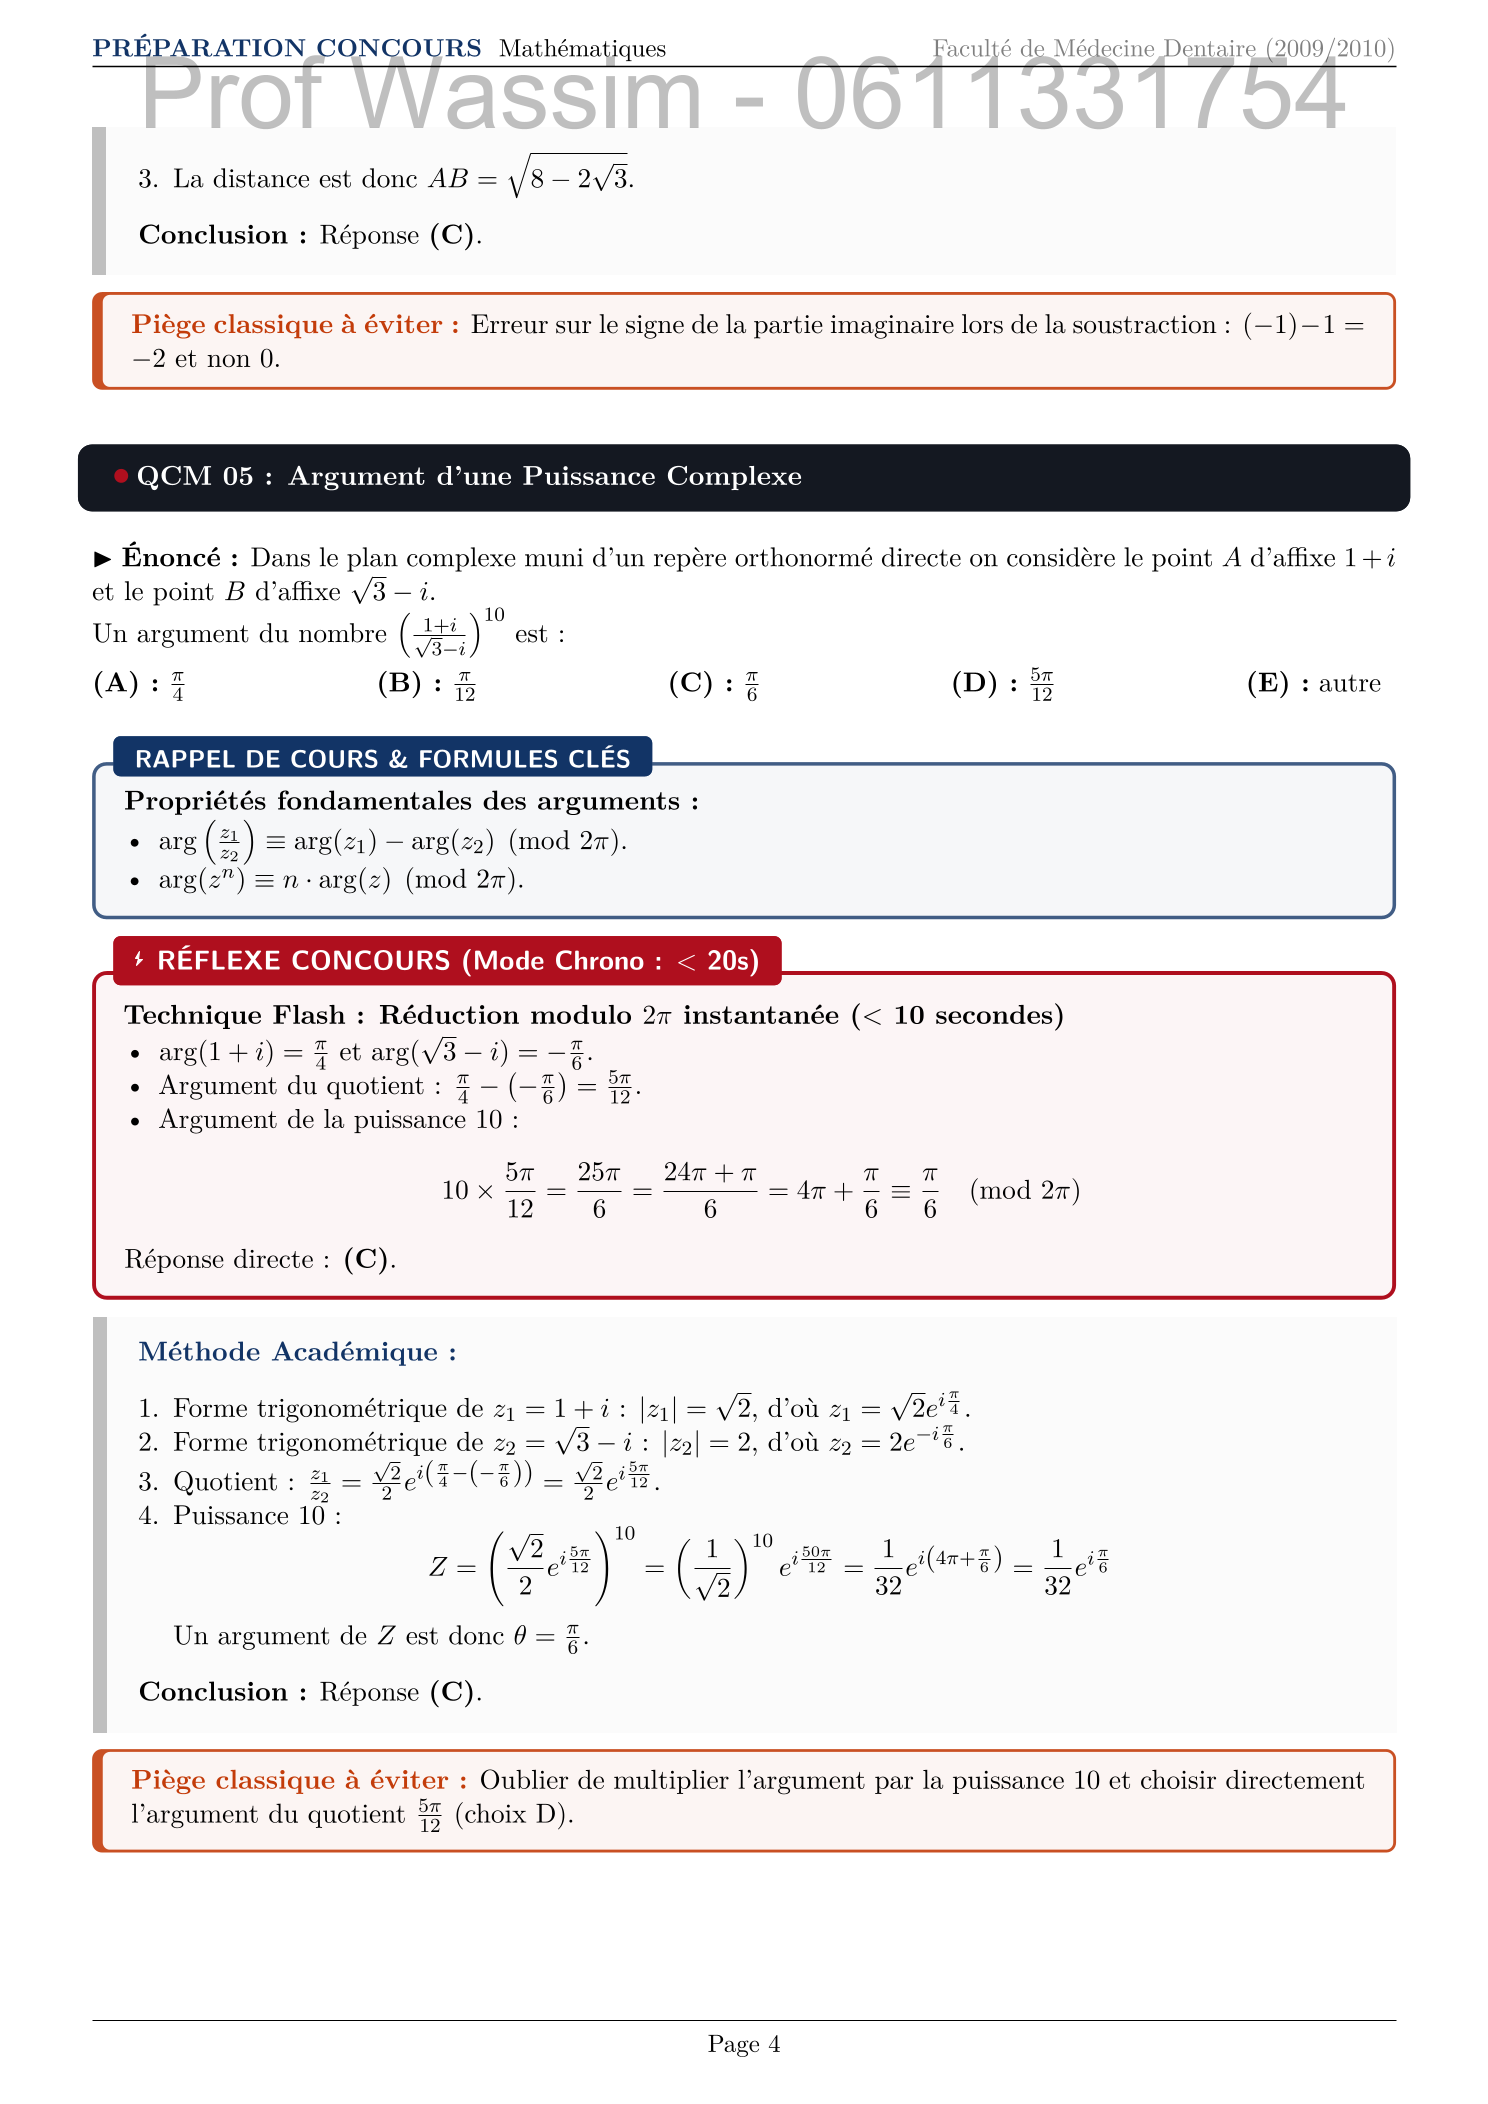 PRÉPARATION CONCOURS Mathématiques Faculté de Médecine Dentaire (2009/2010)
Prof Wassim - 0611331754
3. La distance est donc AB = √(8 − 2√3).
Conclusion : Réponse (C).
Piège classique à éviter : Erreur sur le signe de la partie imaginaire lors de la soustraction : (−1)−1 =
−2 et non 0.
• QCM 05 : Argument d'une Puissance Complexe
▶ Énoncé : Dans le plan complexe muni d'un repère orthonormé directe on considère le point A d'affixe 1 + i
et le point B d'affixe √3 − i.
Un argument du nombre ((1+i)/(√3−i))^10 est :
(A) : π/4 (B) : π/12 (C) : π/6 (D) : 5π/12 (E) : autre
RAPPEL DE COURS & FORMULES CLÉS
Propriétés fondamentales des arguments :
• arg(z₁/z₂) ≡ arg(z₁) − arg(z₂) (mod 2π).
• arg(zⁿ) ≡ n · arg(z) (mod 2π).
⚡ RÉFLEXE CONCOURS (Mode Chrono : < 20s)
Technique Flash : Réduction modulo 2π instantanée (< 10 secondes)
• arg(1 + i) = π/4 et arg(√3 − i) = −π/6.
• Argument du quotient : π/4 − (−π/6) = 5π/12.
• Argument de la puissance 10 :
10 × 5π/12 = 25π/6 = (24π + π)/6 = 4π + π/6 ≡ π/6 (mod 2π)
Réponse directe : (C).
Méthode Académique :
1. Forme trigonométrique de z₁ = 1 + i : |z₁| = √2, d'où z₁ = √2e^(iπ/4).
2. Forme trigonométrique de z₂ = √3 − i : |z₂| = 2, d'où z₂ = 2e^(−iπ/6).
3. Quotient : z₁/z₂ = √2/2 e^(i(π/4−(−π/6))) = √2/2 e^(i5π/12).
4. Puissance 10 :
Z = (√2/2 e^(i5π/12))^10 = (1/√2)^10 e^(i50π/12) = 1/32 e^(i(4π+π/6)) = 1/32 e^(iπ/6)
Un argument de Z est donc θ = π/6.
Conclusion : Réponse (C).
Piège classique à éviter : Oublier de multiplier l'argument par la puissance 10 et choisir directement
l'argument du quotient 5π/12 (choix D).
Page 4